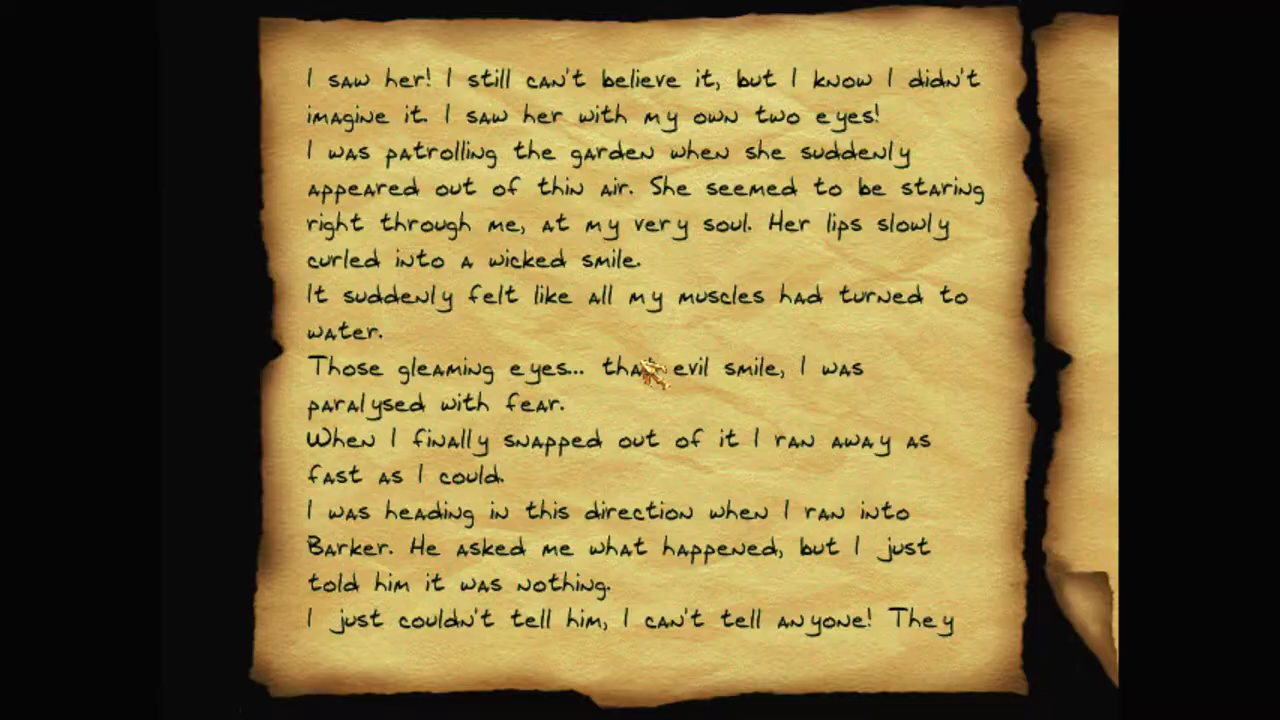 I saw her! I still can't believe it, but I know I didn't
imagine it. I saw her with my own two eyes!
I was patrolling the garden when she suddenly
appeared out of thin air. She seemed to be staring
right through me, at my very soul. Her lips slowly
curled into a wicked smile.
It suddenly felt like all my muscles had turned to
water.
Those gleaming eyes... that evil smile, I was
paralysed with fear.
When I finally snapped out of it I ran away as
fast as I could.
I was heading in this direction when I ran into
Barker. He asked me what happened, but I just
told him it was nothing.
I just couldn't tell him, I can't tell anyone! They